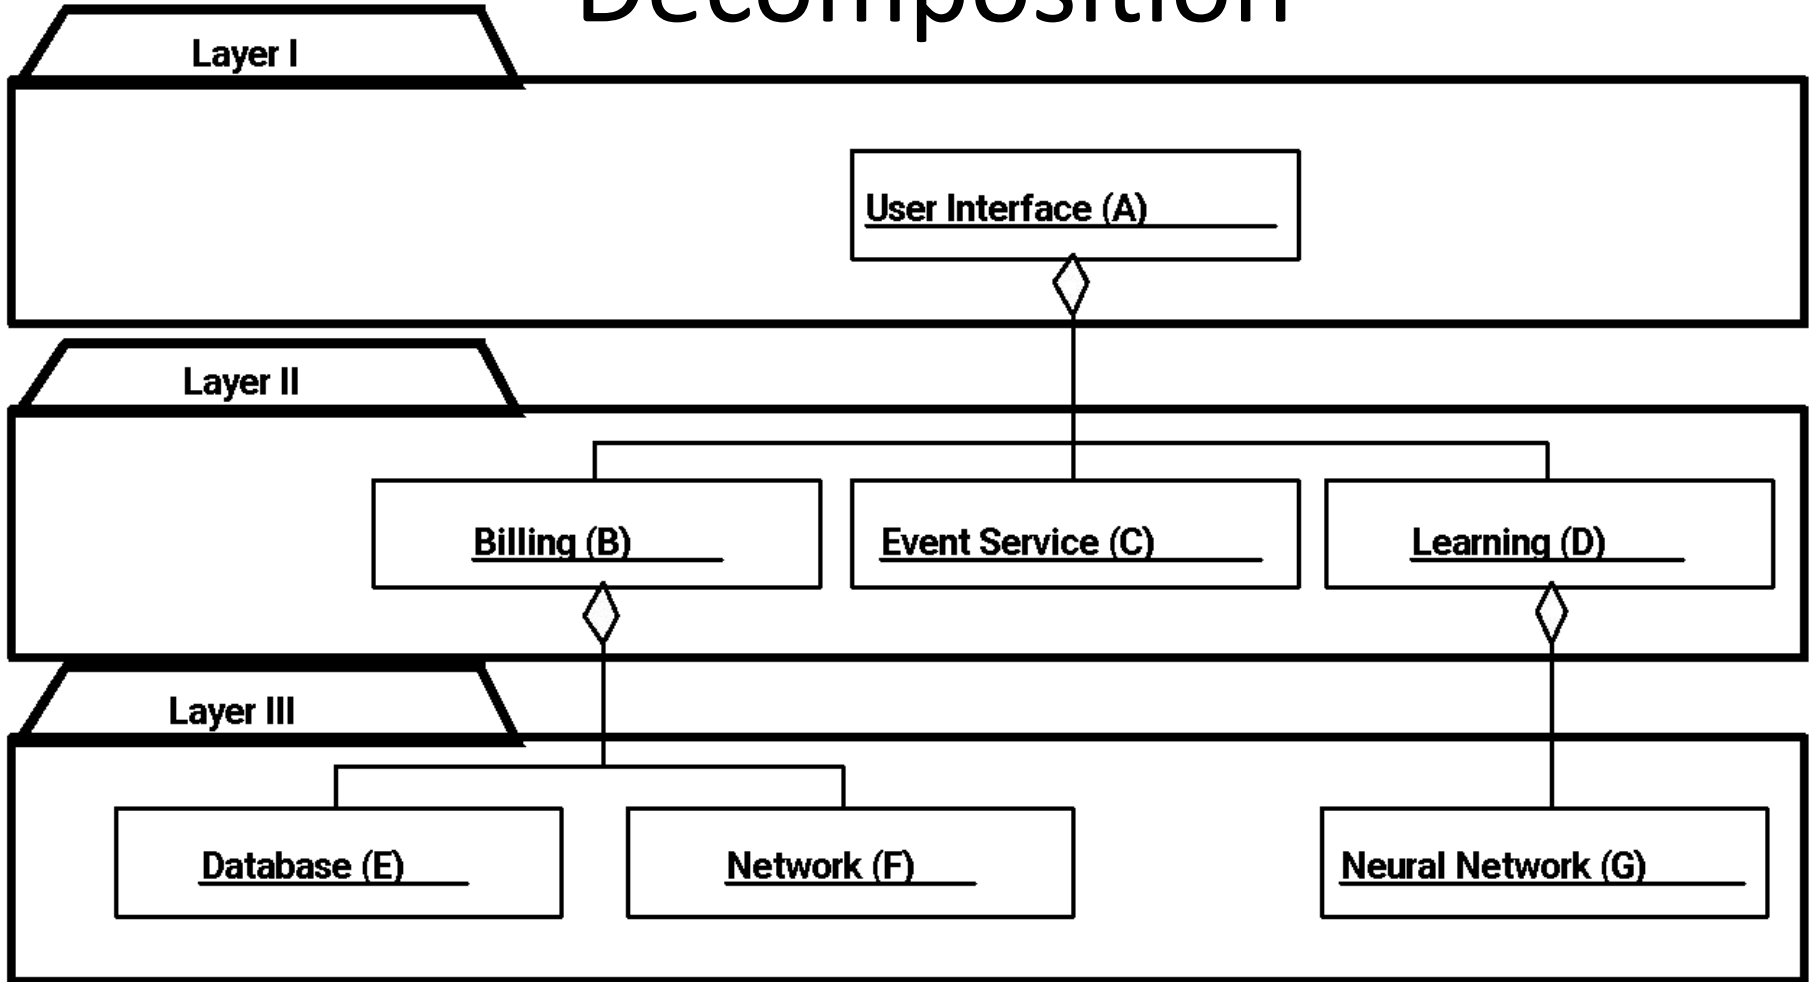 Decomposition
Layer I
User Interface (A)
Layer II
Billing (B)
Event Service (C)
Learning (D)
Layer III
Database (E)
Network (F)
Neural Network (G)